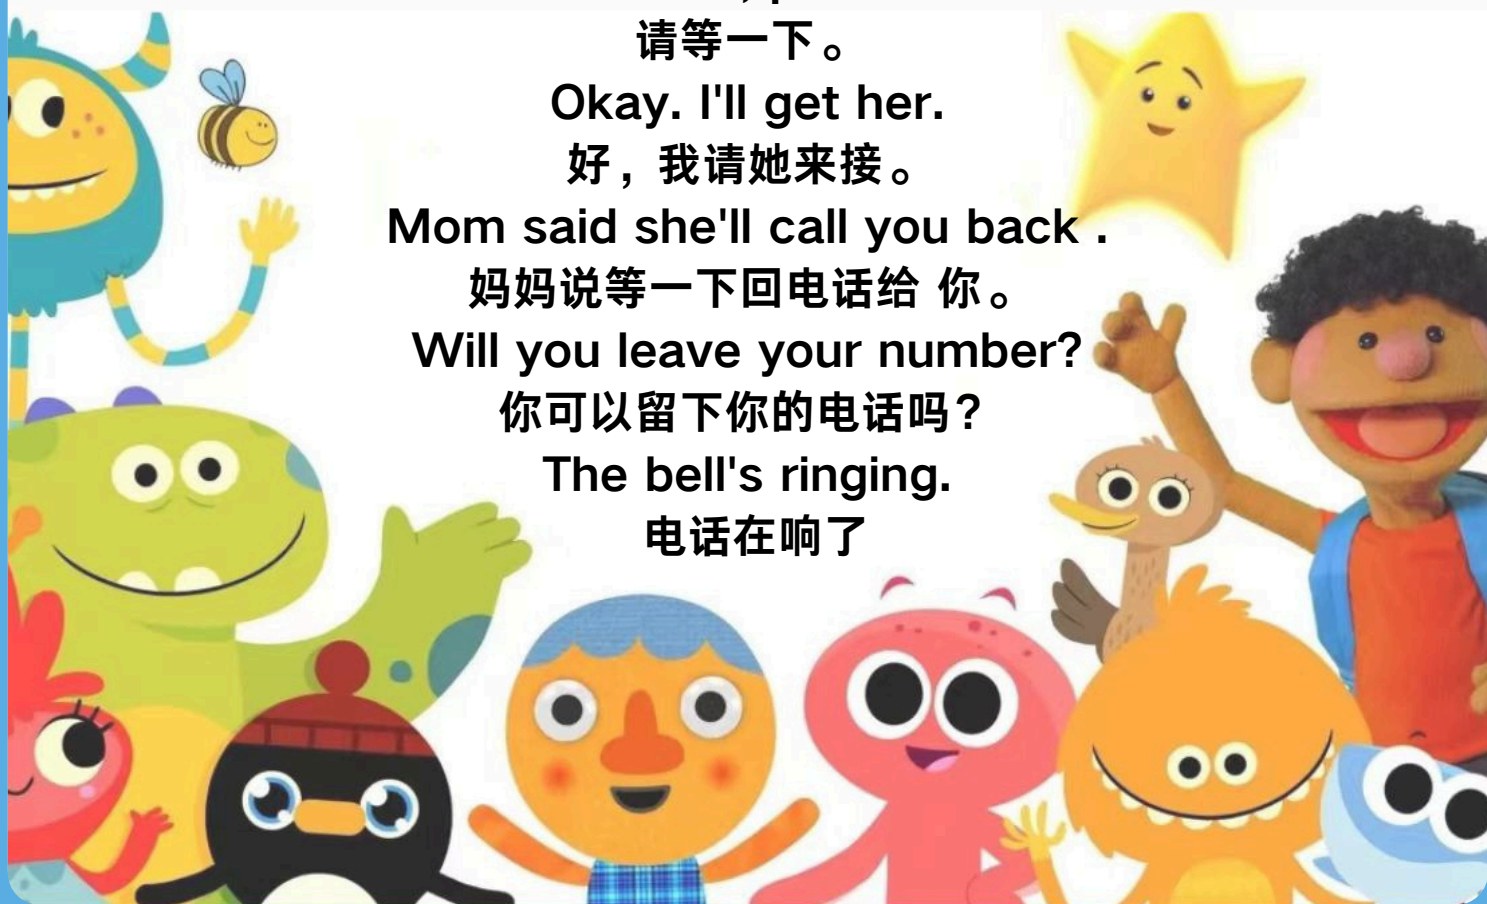 请等一下。
Okay. I'll get her.
好，我请她来接。
Mom said she'll call you back .
妈妈说等一下回电话给 你。
Will you leave your number?
你可以留下你的电话吗?
The bell's ringing.
电话在响了